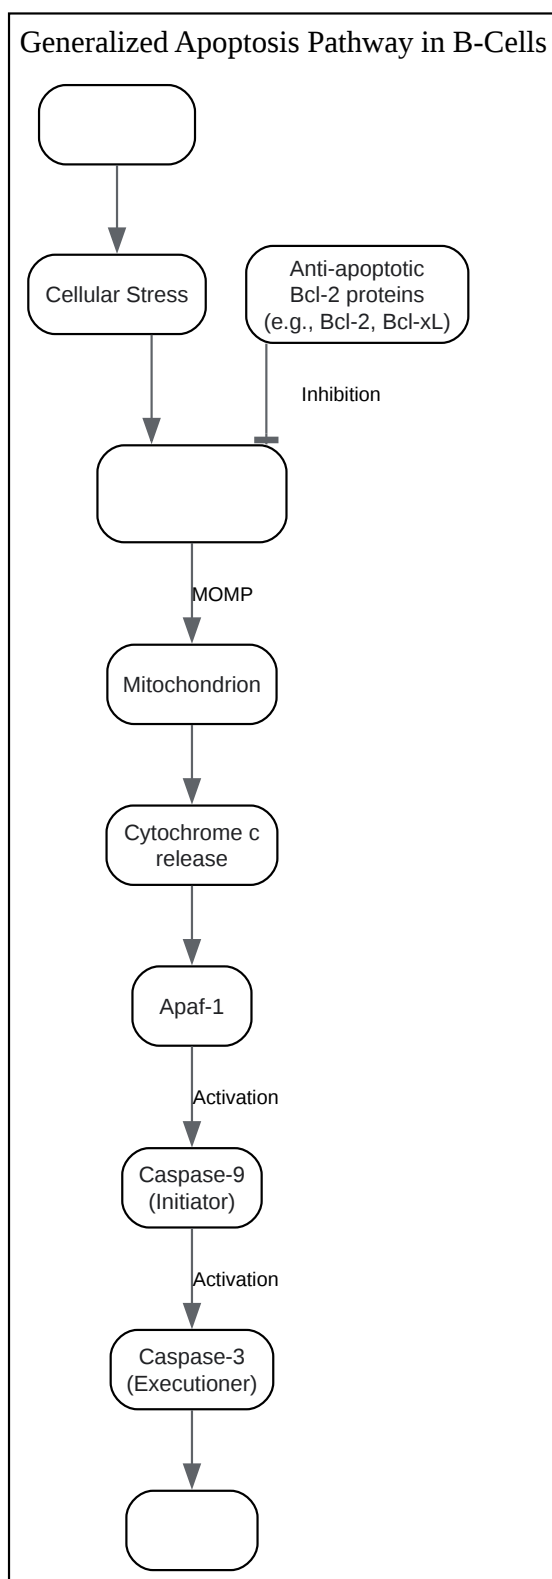 Generalized Apoptosis Pathway in B-Cells
Cellular Stress
Anti-apoptotic
Bcl-2 proteins
(e.g., Bcl-2, Bcl-xL)
Inhibition
MOMP
Mitochondrion
Cytochrome c
release
Apaf-1
Activation
Caspase-9
(Initiator)
Activation
Caspase-3
(Executioner)